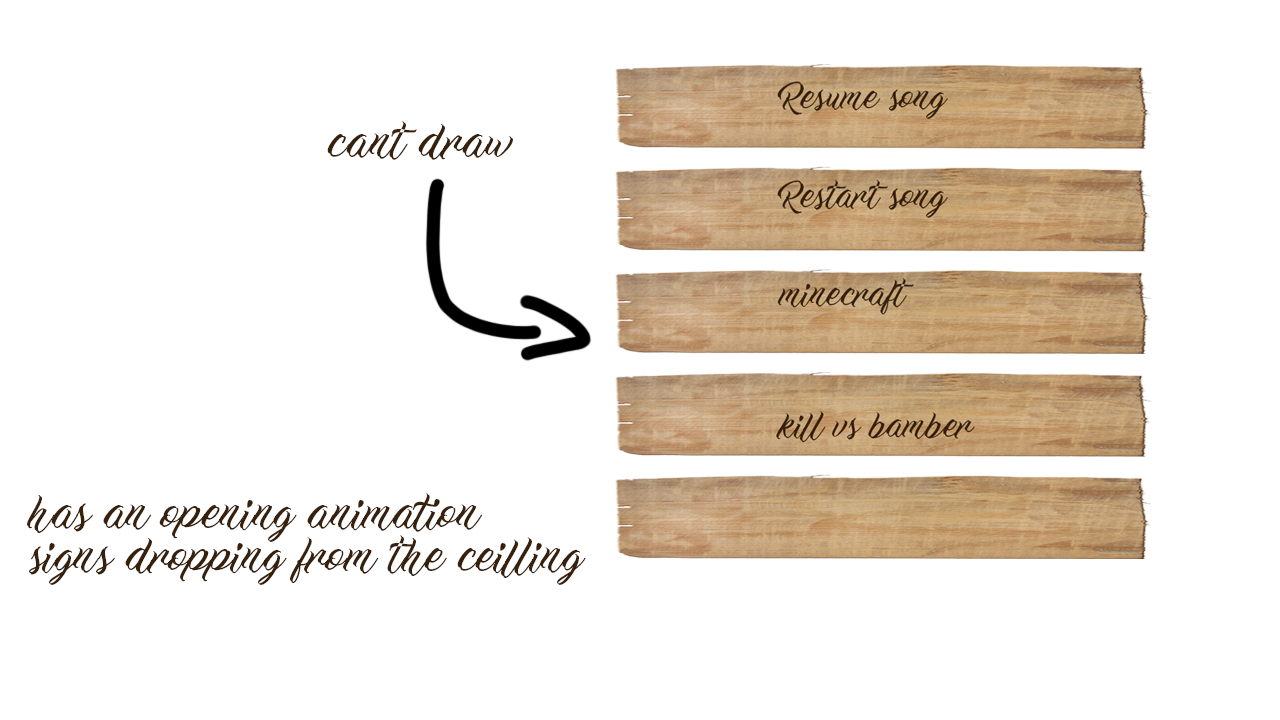 cant draw
Resume song
Restart song
minecraft
kill vs bamber
has an opening animation
signs dropping from the ceilling